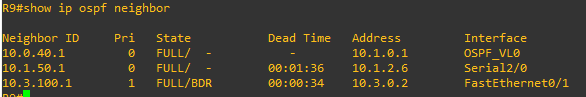 R9#show ip ospf neighbor
Neighbor ID     Pri   State           Dead Time   Address         Interface
10.0.40.1         0   FULL/  -           -        10.1.0.1        OSPF_VL0
10.1.50.1         0   FULL/  -        00:01:36    10.1.2.6        Serial2/0
10.3.100.1        1   FULL/BDR        00:00:34    10.3.0.2        FastEthernet0/1
R9#